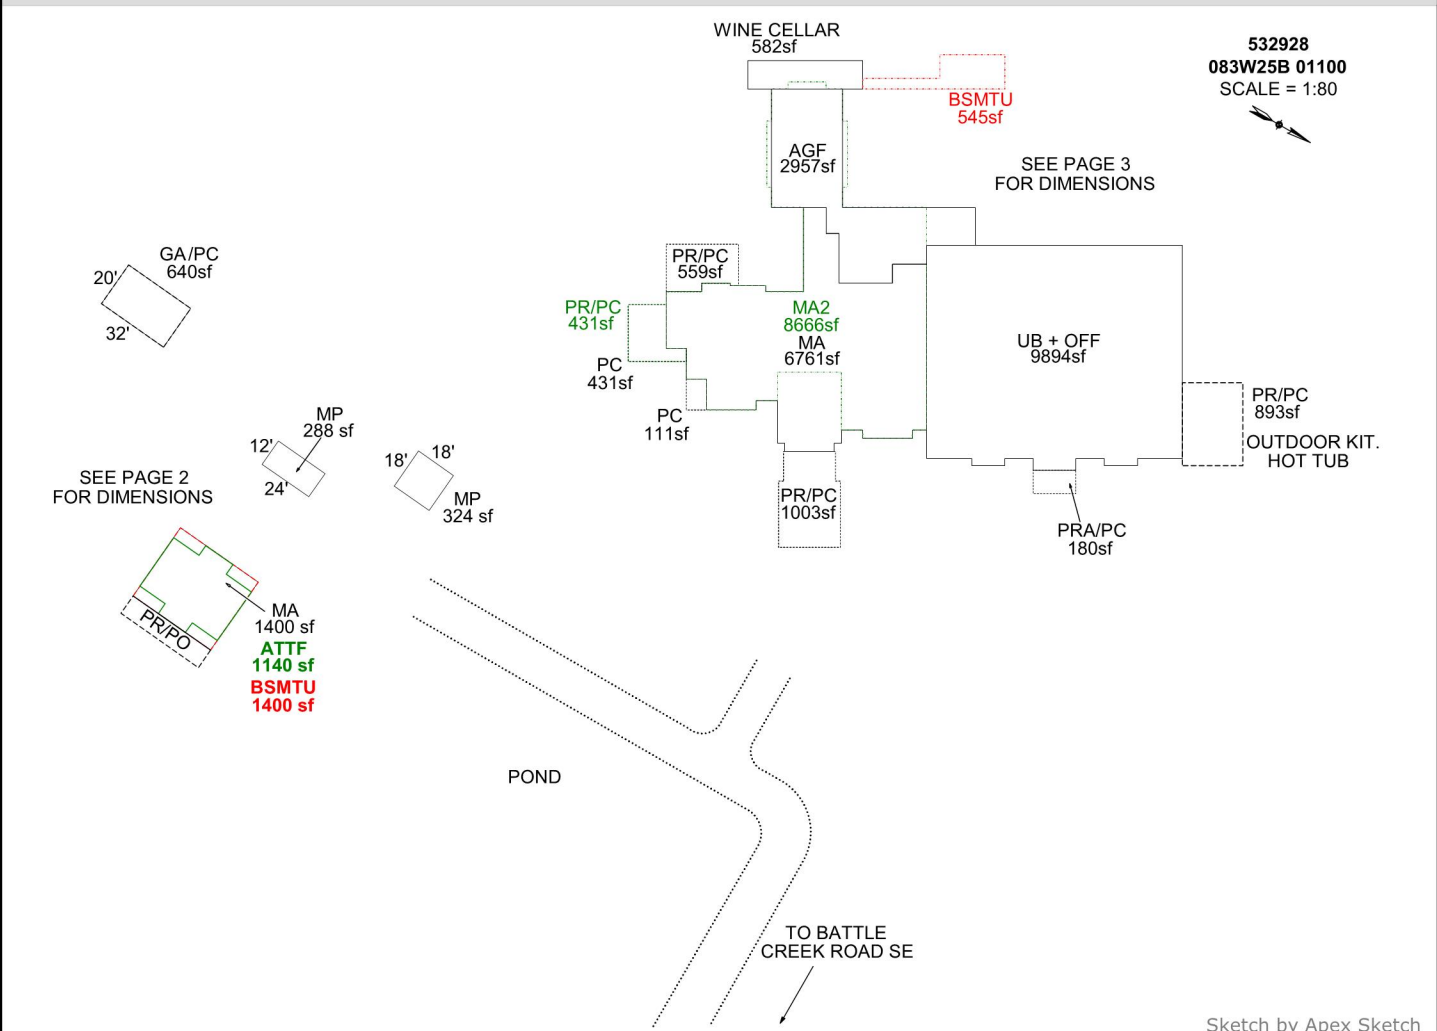 WINE CELLAR
582sf
532928
083W25B 01100
SCALE = 1:80
BSMTU
545sf
AGF
2957sf
SEE PAGE 3
FOR DIMENSIONS
GA/PC
640sf
20'
32'
PR/PC
559sf
PR/PC
431sf
MA2
8666sf
MA
6761sf
UB + OFF
9894sf
PC
431sf
PC
111sf
PR/PC
893sf
OUTDOOR KIT.
HOT TUB
MP
288 sf
12'
24'
18'
18'
MP
324 sf
SEE PAGE 2
FOR DIMENSIONS
PR/PC
1003sf
PRA/PC
180sf
MA
1400 sf
PR/PO
ATTF
1140 sf
BSMTU
1400 sf
POND
TO BATTLE
CREEK ROAD SE
Sketch by Apex Sketch